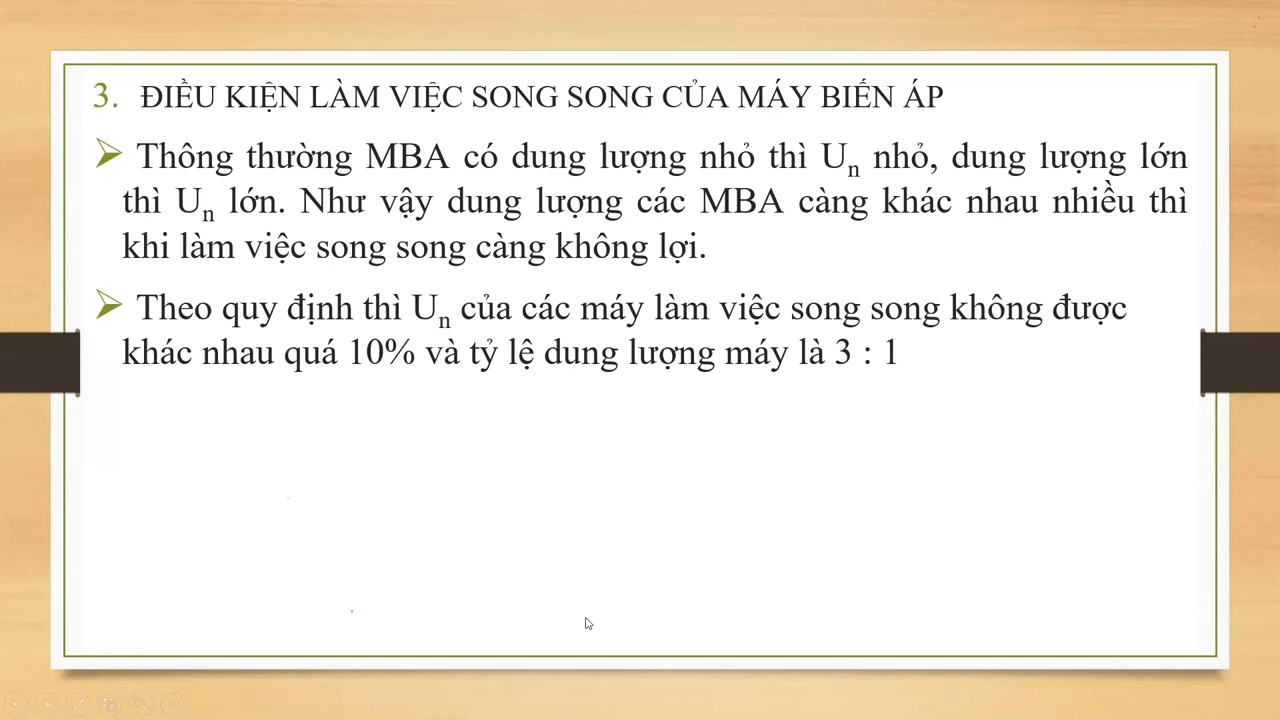 3. ĐIỀU KIỆN LÀM VIỆC SONG SONG CỦA MÁY BIẾN ÁP
Thông thường MBA có dung lượng nhỏ thì Un nhỏ, dung lượng lớn
thì Un lớn. Như vậy dung lượng các MBA càng khác nhau nhiều thì
khi làm việc song song càng không lợi.
Theo quy định thì Un của các máy làm việc song song không được
khác nhau quá 10% và tỷ lệ dung lượng máy là 3 : 1